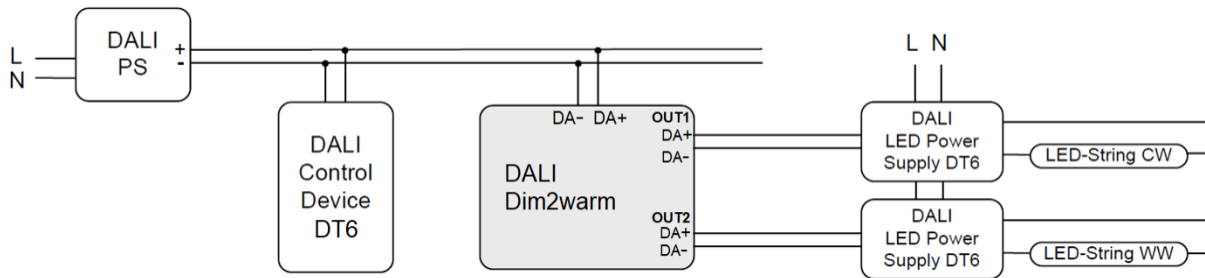 DALI
PS
+
-
L
N
DALI
Control
Device
DT6
DA− DA+
OUT1
DA+
DA−
DALI
Dim2warm
OUT2
DA+
DA−
L N
DALI
LED Power
Supply DT6
LED-String CW
DALI
LED Power
Supply DT6
LED-String WW